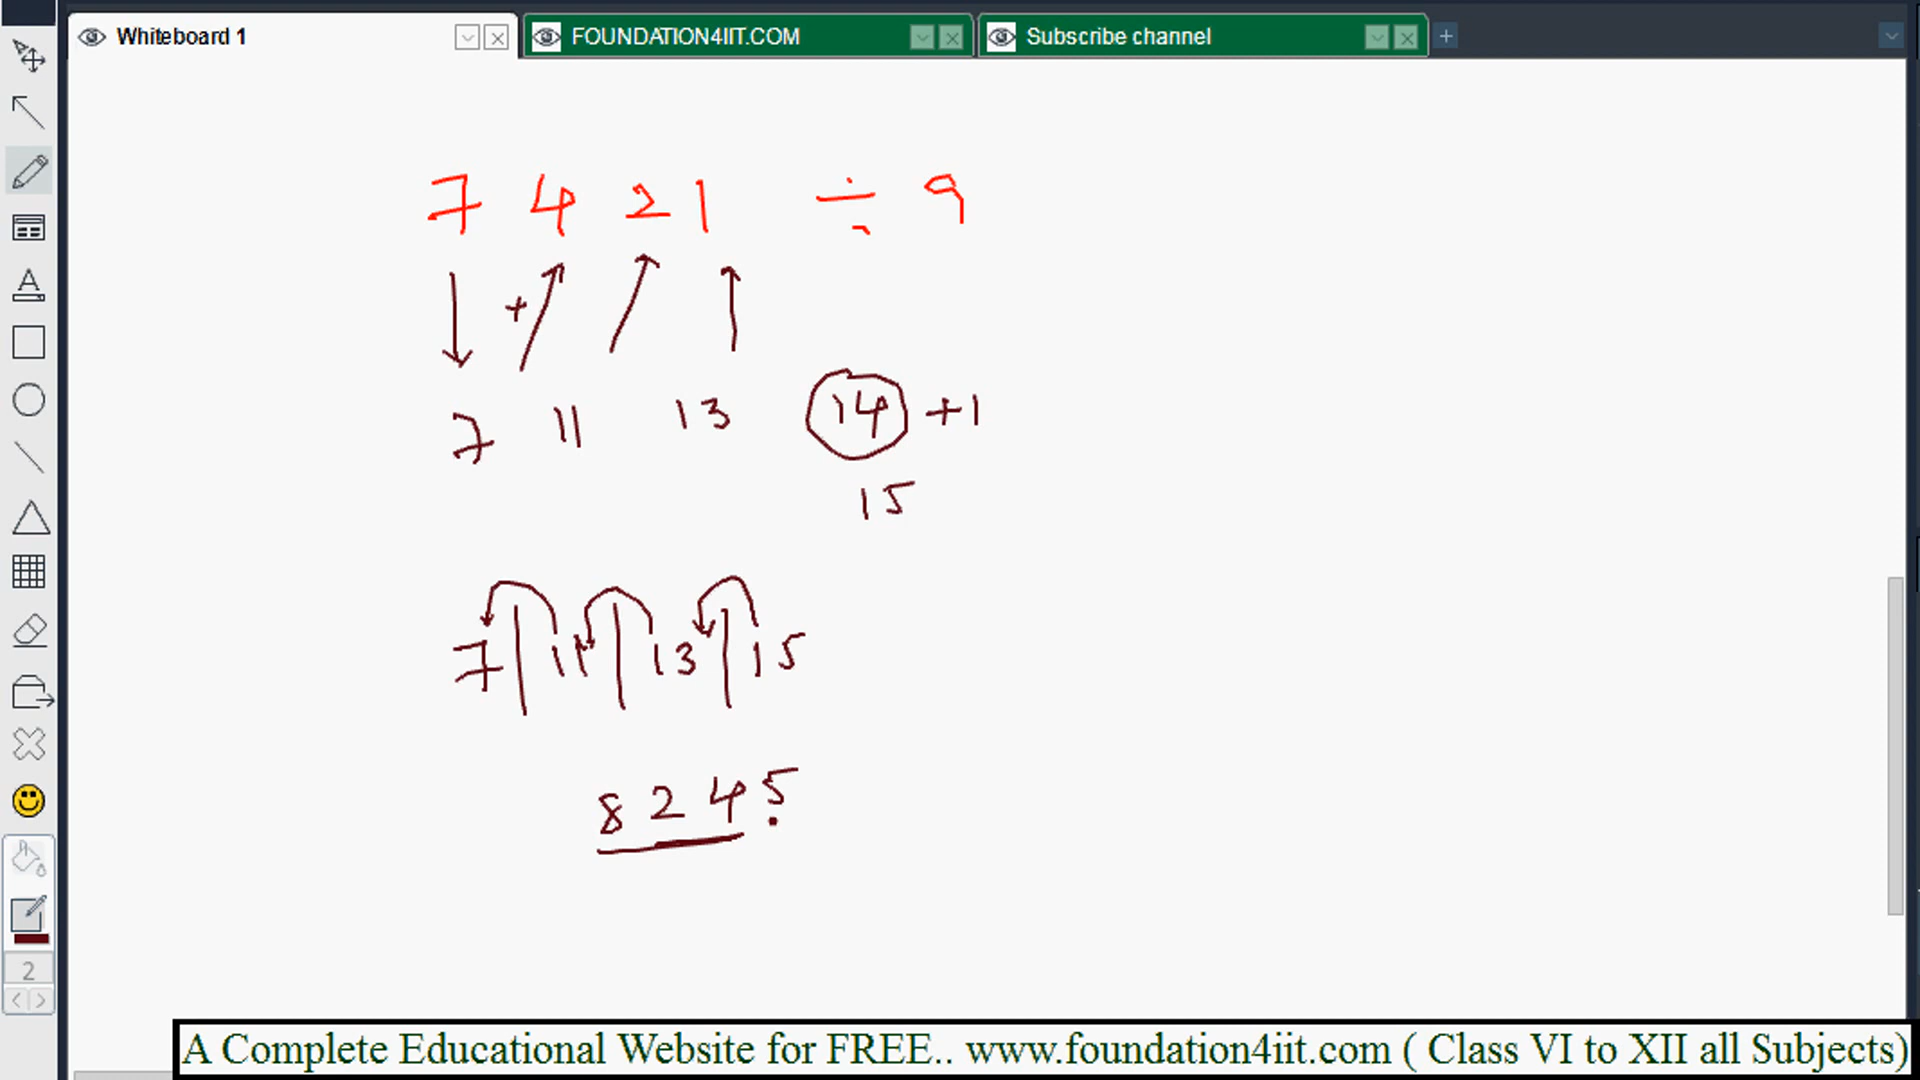 Whiteboard 1 FOUNDATION4IIT.COM Subscribe channel +
7 4 2 1 ÷ 9
+
7 11 13 14 +1
15
7 11 13 15
8 2 4 5
A
2
A Complete Educational Website for FREE.. www.foundation4iit.com ( Class VI to XII all Subjects)